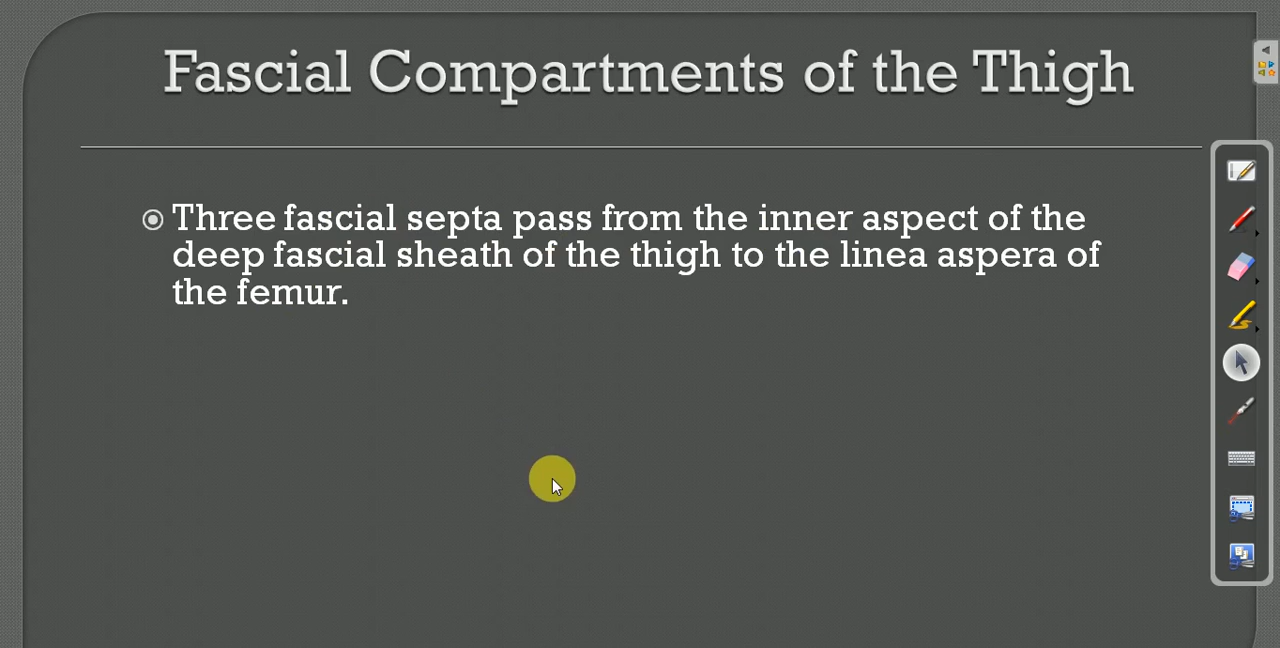 Fascial Compartments of the Thigh
Three fascial septa pass from the inner aspect of the
deep fascial sheath of the thigh to the linea aspera of
the femur.